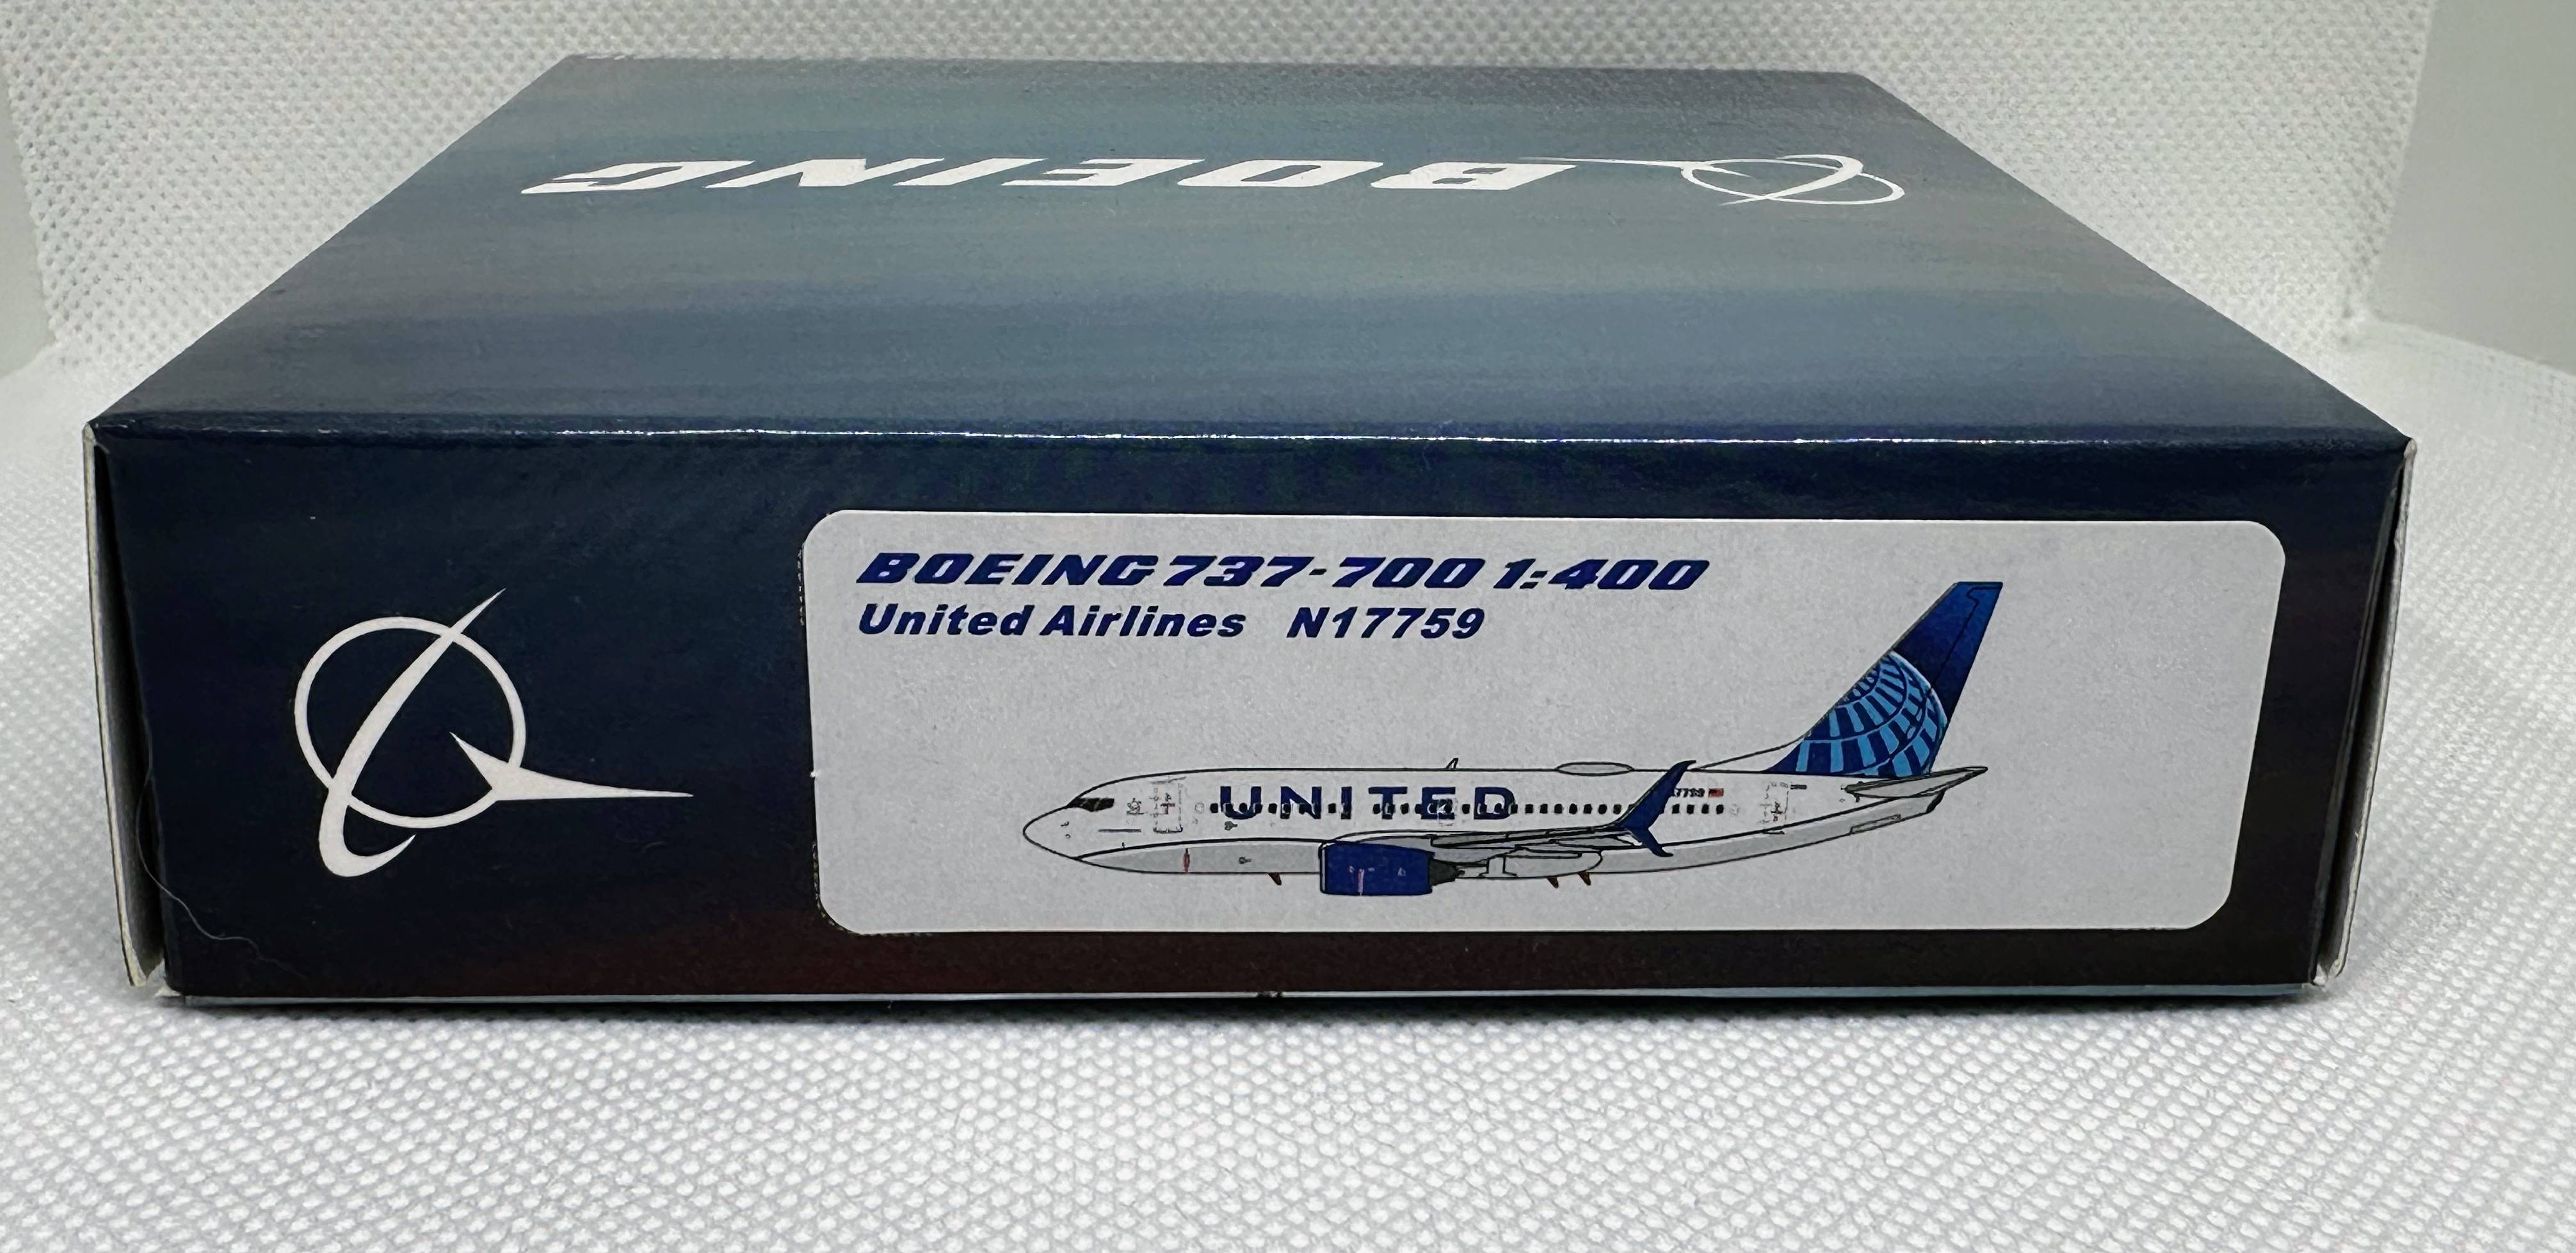 BOEING
BOEING 737-700 1:400
United Airlines N17759
UNITED